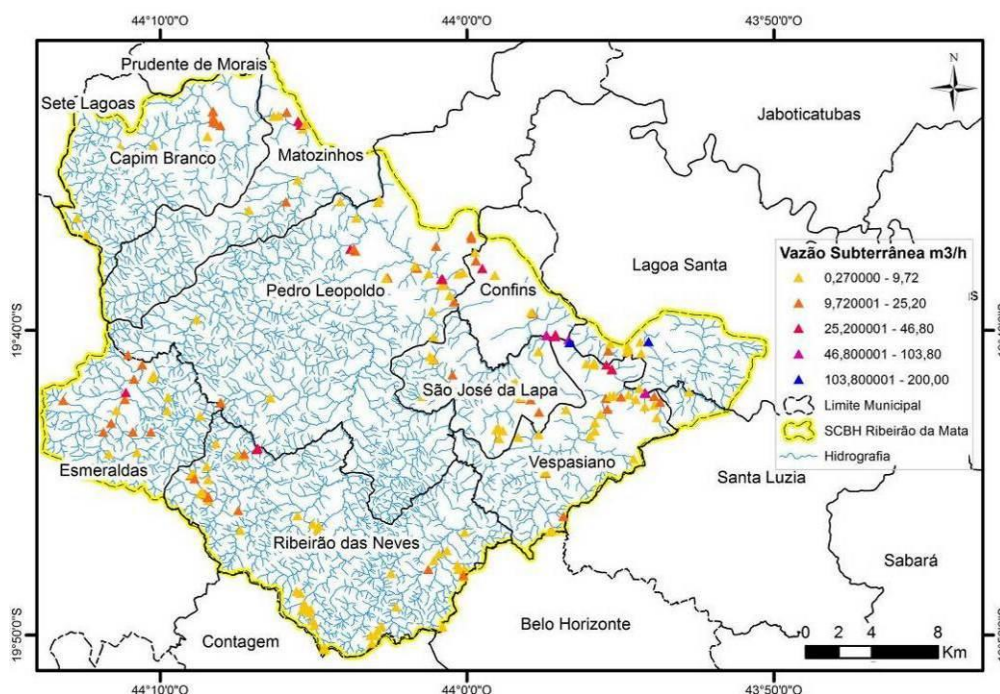 44°10'0"O 44°0'0"O 43°50'0"O
Prudente de Morais
N
Sete Lagoas
Jaboticatubas
Capim Branco
Matozinhos
Vazão Subterrânea m3/h
Lagoa Santa
0,270000 - 9,72
Pedro Leopoldo
Confins
9,720001 - 25,20
25,200001 - 46,80
19°40'0"S
46,800001 - 103,80
103,800001 - 200,00
São José da Lapa
Limite Municipal
SCBH Ribeirão da Mata
Hidrografia
Esmeraldas
Vespasiano
Santa Luzia
Ribeirão das Neves
Sabará
Contagem
Belo Horizonte
0 2 4 8
Km
19°50'0"S
44°10'0"O 44°0'0"O 43°50'0"O